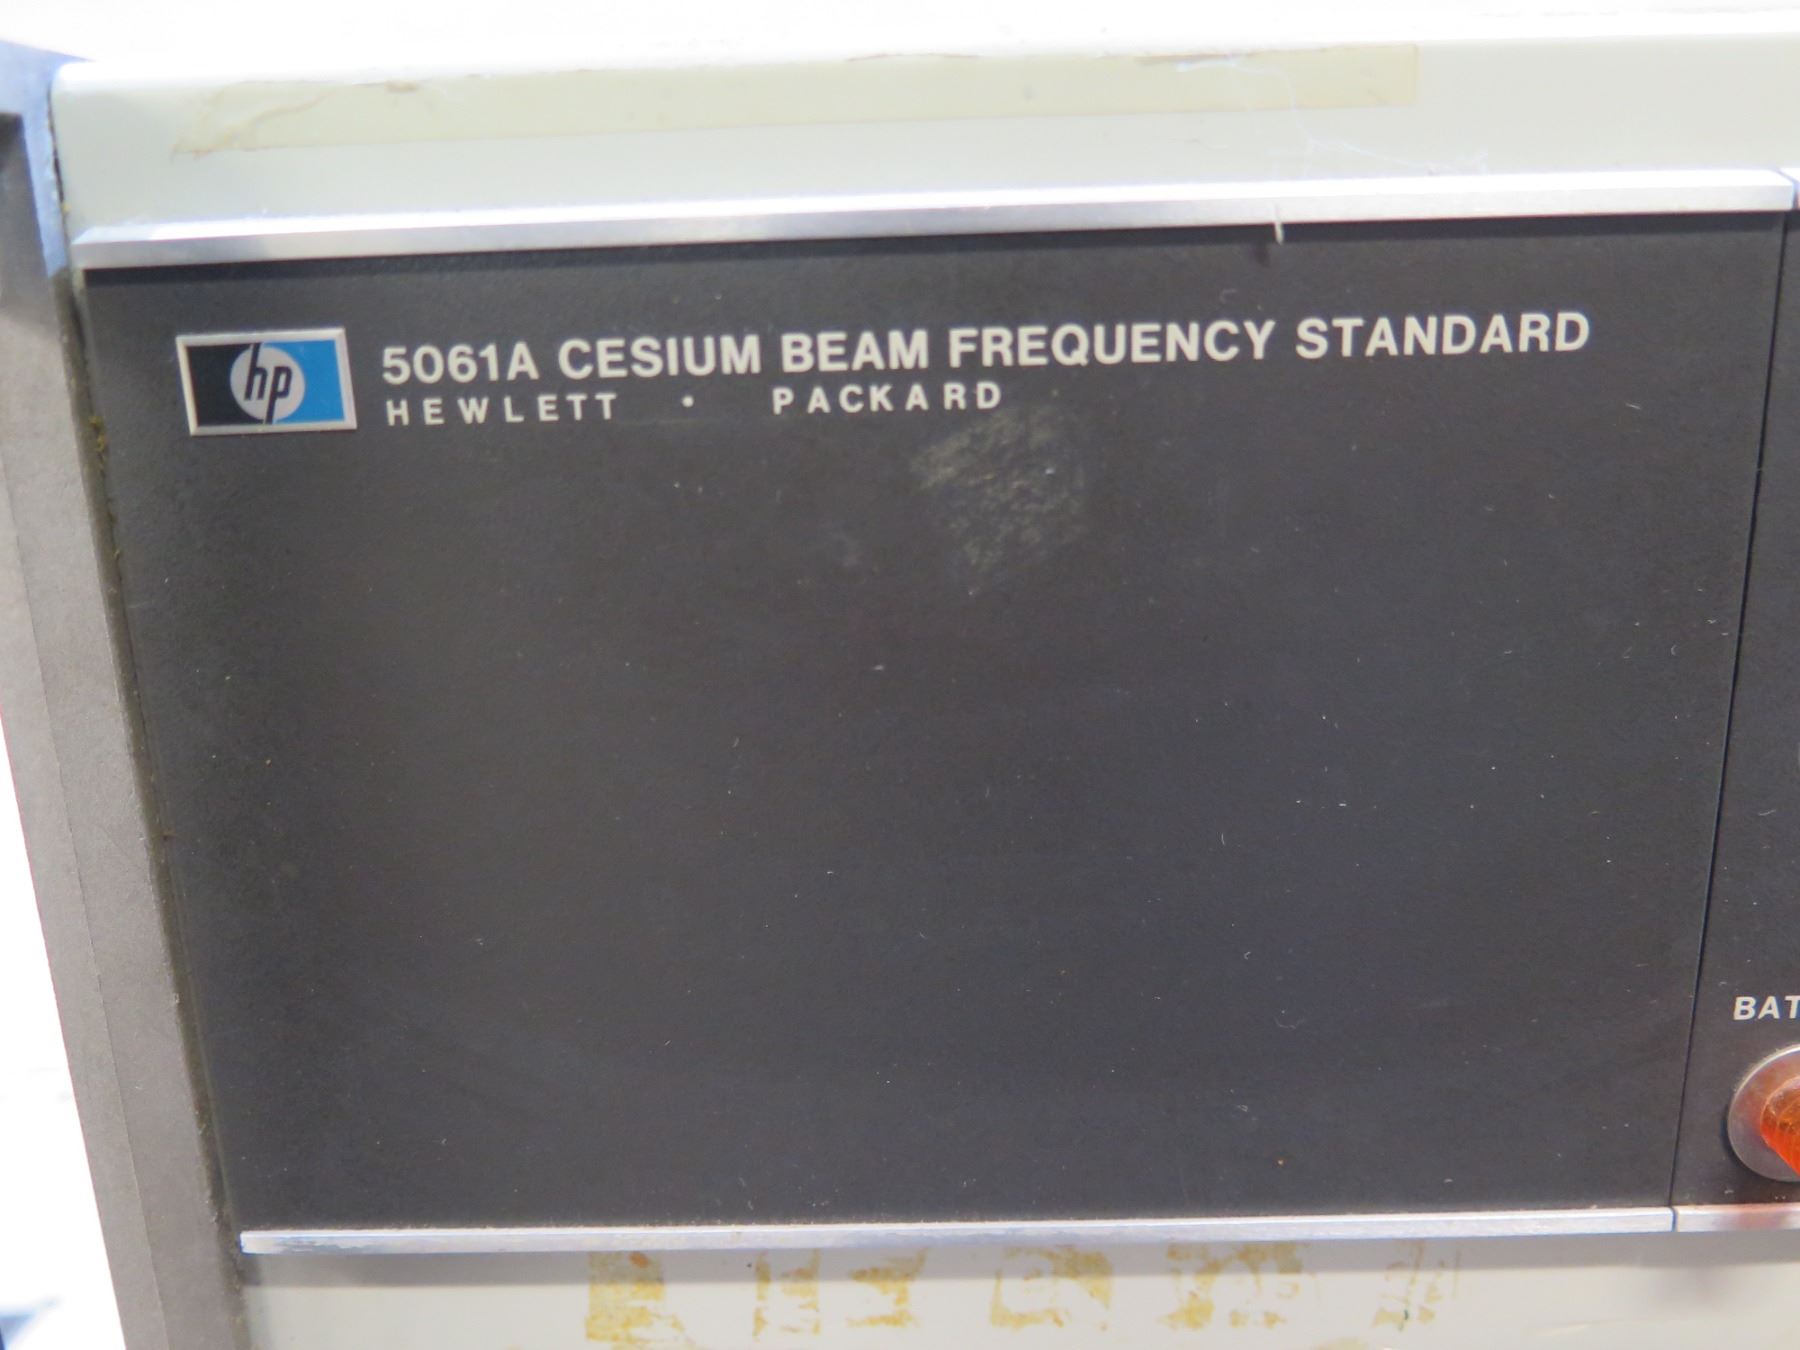 hp
5061A CESIUM BEAM FREQUENCY STANDARD
HEWLETT · PACKARD
BAT